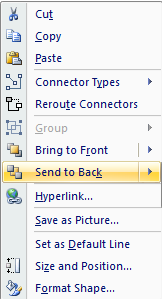 Cut
Copy
Paste
Connector Types
Reroute Connectors
Group
Bring to Front
Send to Back
Hyperlink...
Save as Picture...
Set as Default Line
Size and Position...
Format Shape...